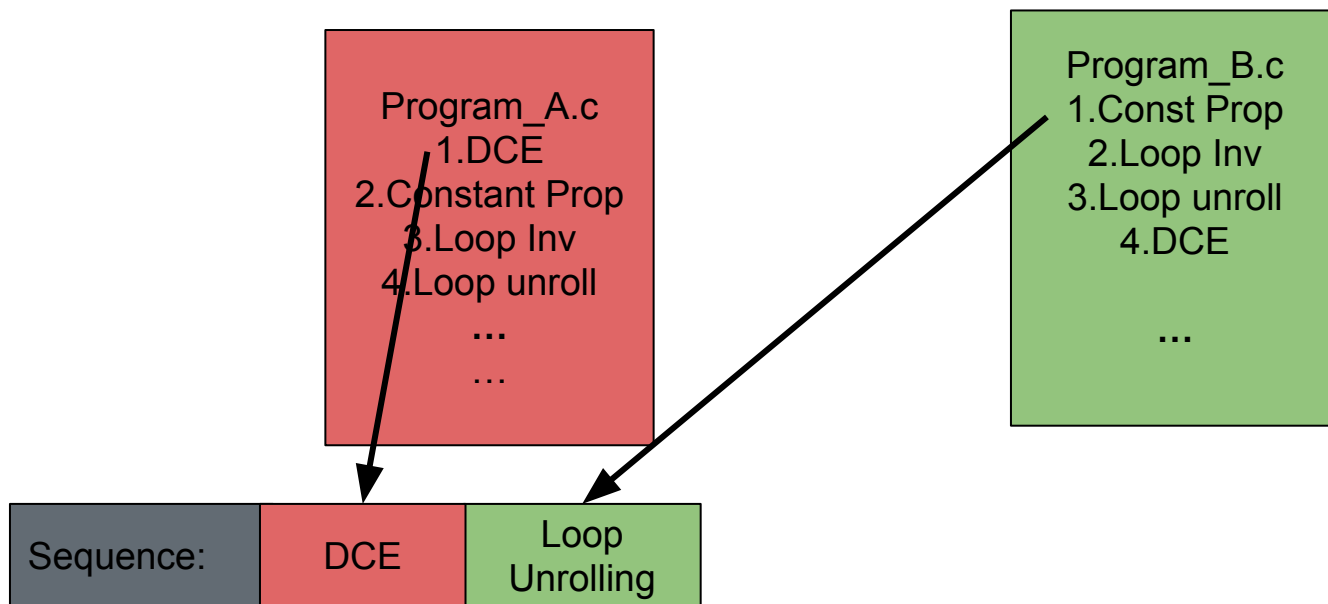 Program_A.c
1.DCE
2.Constant Prop
3.Loop Inv
4.Loop unroll
...
...
Program_B.c
1.Const Prop
2.Loop Inv
3.Loop unroll
4.DCE
...
Sequence:
DCE
Loop
Unrolling